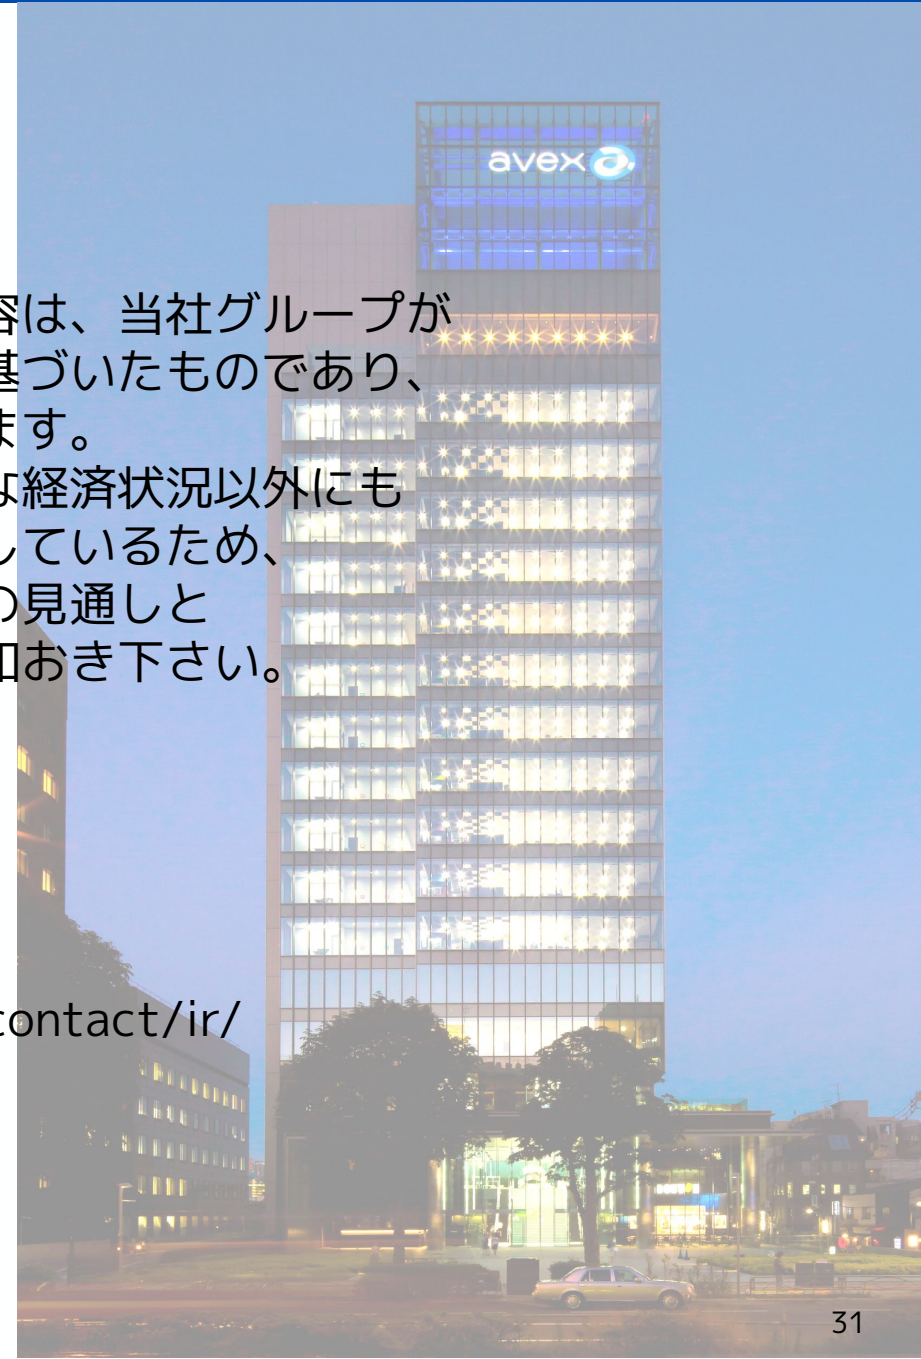 avex
容は、当社グループが
基づいたものであり、
ます。
な経済状況以外にも
しているため、
の見通しと
知おき下さい。
contact/ir/
31